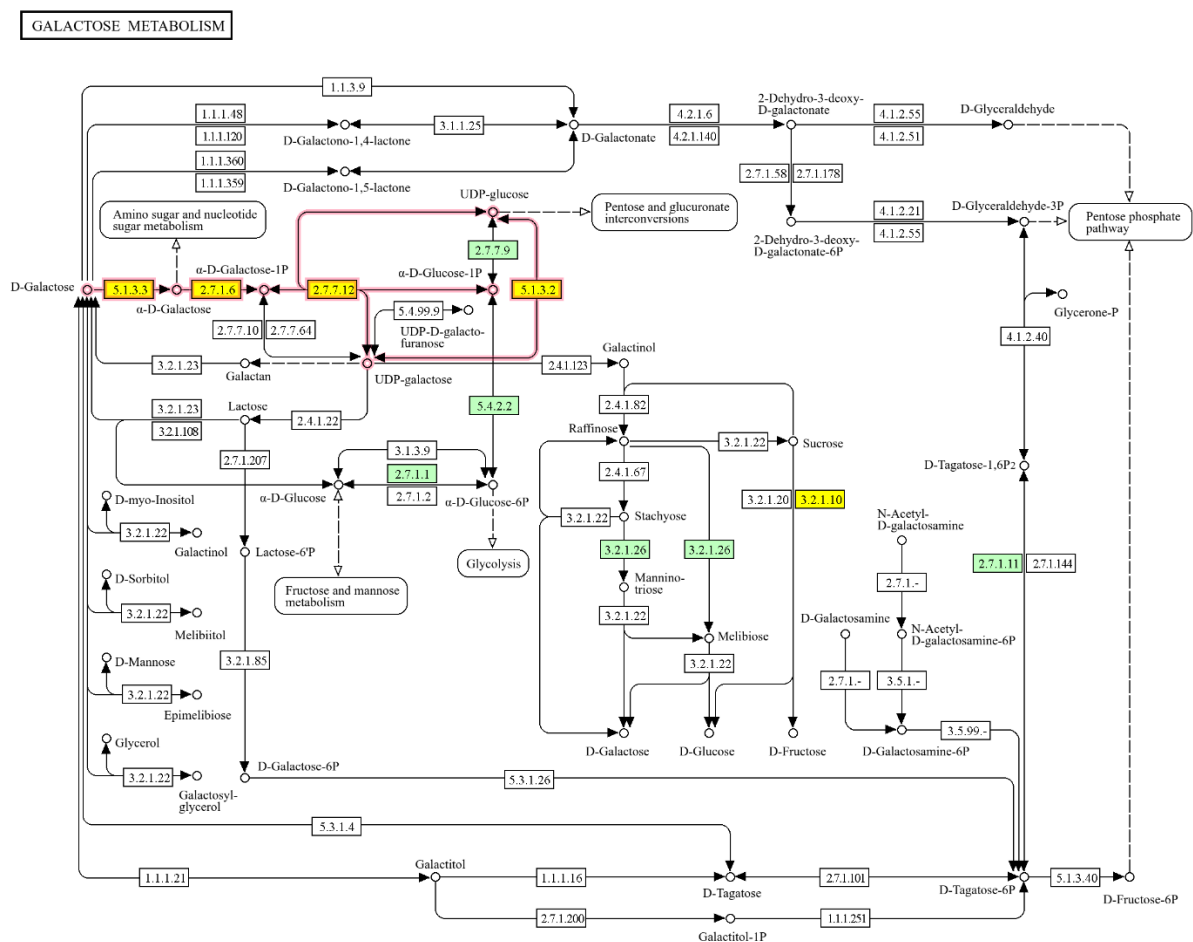 GALACTOSE METABOLISM
1.1.3.9
1.1.1.48
1.1.1.120
D-Galactono-1,4-lactone
3.1.1.25
D-Galactonate
4.2.1.6
4.2.1.140
2-Dehydro-3-deoxy-
D-galactonate
4.1.2.55
4.1.2.51
D-Glyceraldehyde
1.1.1.360
1.1.1.359
D-Galactono-1,5-lactone
2.7.1.58
2.7.1.178
UDP-glucose
Pentose and glucuronate
interconversions
Amino sugar and nucleotide
sugar metabolism
4.1.2.21
4.1.2.55
D-Glyceraldehyde-3P
Pentose phosphate
pathway
2-Dehydro-3-deoxy-
D-galactonate-6P
2.7.7.9
α-D-Galactose-1P
α-D-Glucose-1P
D-Galactose
5.1.3.3
α-D-Galactose
2.7.1.6
2.7.7.12
5.1.3.2
Glycerone-P
5.4.99.9
UDP-D-galacto-
furanose
2.7.7.10
2.7.7.64
4.1.2.40
3.2.1.23
Galactan
UDP-galactose
2.4.1.123
Galactinol
3.2.1.23
3.2.1.108
Lactose
2.4.1.22
5.4.2.2
2.4.1.82
Raffinose
3.2.1.22
Sucrose
2.7.1.207
3.1.3.9
2.7.1.1
2.7.1.2
α-D-Glucose
α-D-Glucose-6P
2.4.1.67
D-Tagatose-1,6P2
D-myo-Inositol
3.2.1.22
Galactinol
3.2.1.20
3.2.1.10
3.2.1.22
Stachyose
N-Acetyl-
D-galactosamine
Lactose-6'P
Glycolysis
3.2.1.26
3.2.1.26
2.7.1.11
2.7.1.144
D-Sorbitol
3.2.1.22
Melibiitol
Fructose and mannose
metabolism
Mannino-
triose
2.7.1.-
3.2.1.22
D-Galactosamine
N-Acetyl-
D-galactosamine-6P
Melibiose
D-Mannose
3.2.1.22
Epimelibiose
3.2.1.85
3.2.1.22
2.7.1.-
3.5.1.-
Glycerol
3.2.1.22
Galactosyl-
glycerol
D-Galactose
D-Glucose
D-Fructose
D-Galactosamine-6P
3.5.99.-
D-Galactose-6P
5.3.1.26
5.3.1.4
1.1.1.21
Galactitol
1.1.1.16
D-Tagatose
2.7.1.101
D-Tagatose-6P
5.1.3.40
D-Fructose-6P
2.7.1.200
Galactitol-1P
1.1.1.251